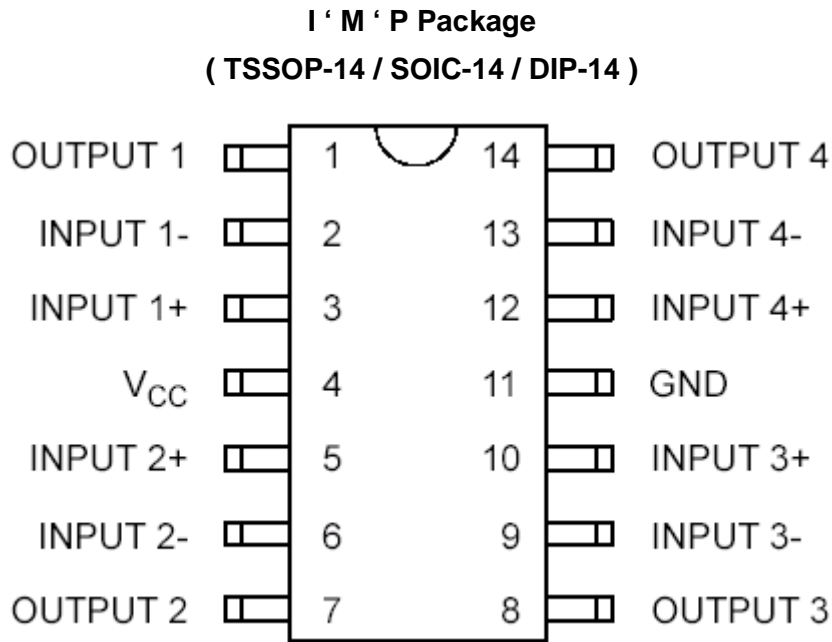 I ‘ M ‘ P Package
( TSSOP-14 / SOIC-14 / DIP-14 )
OUTPUT 1 1 14 OUTPUT 4
INPUT 1- 2 13 INPUT 4-
INPUT 1+ 3 12 INPUT 4+
VCC 4 11 GND
INPUT 2+ 5 10 INPUT 3+
INPUT 2- 6 9 INPUT 3-
OUTPUT 2 7 8 OUTPUT 3